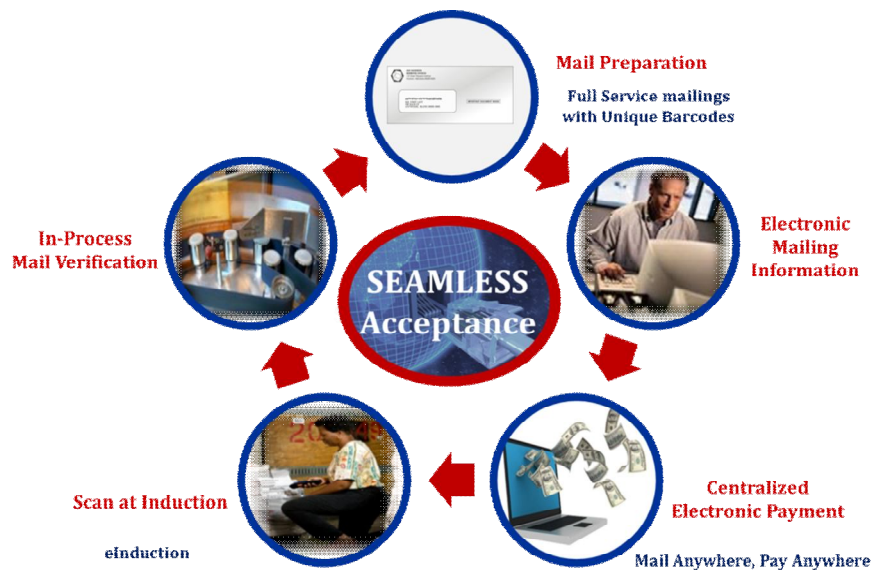 Mail Preparation
Full Service mailings
with Unique Barcodes
Electronic
Mailing
Information
Centralized
Electronic Payment
Mail Anywhere, Pay Anywhere
Scan at Induction
eInduction
In-Process
Mail Verification
SEAMLESS
Acceptance